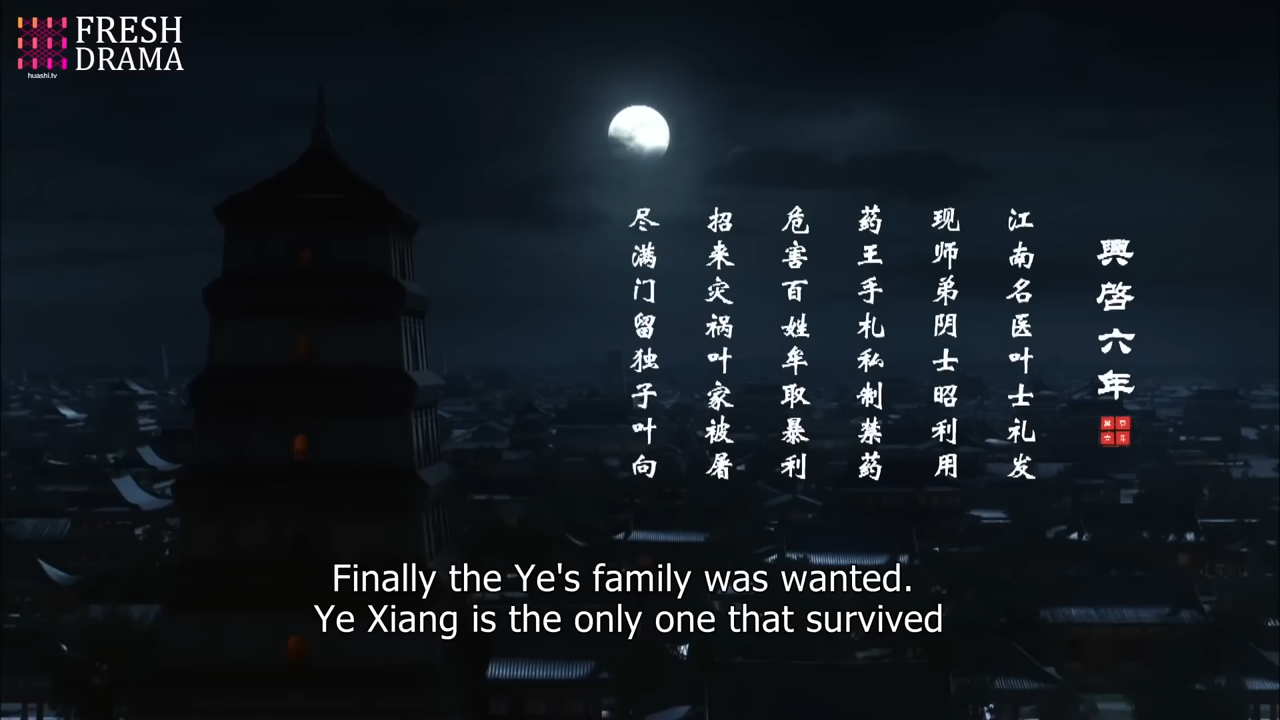 FRESH
DRAMA
huashi.tv
興啓六年
江南名医叶士礼发
现师弟阴士昭利用
药王手札私制禁药
危害百姓牟取暴利
招来灾祸叶家被屠
尽满门留独子叶向
Finally the Ye's family was wanted.
Ye Xiang is the only one that survived